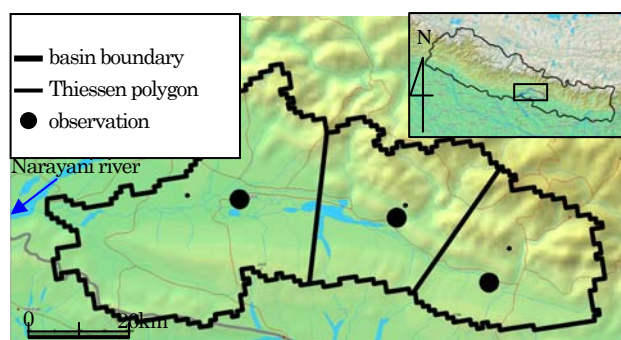 basin boundary
Thiessen polygon
observation
N
Narayani river
0
20km